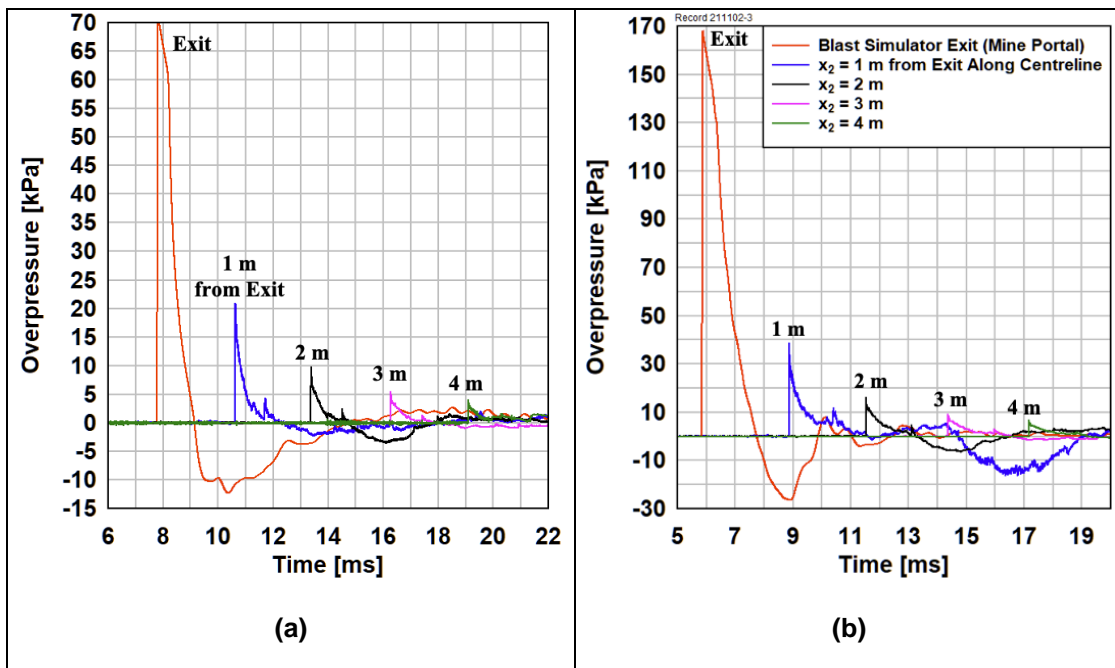 Overpressure [kPa]
70
65
60
55
50
45
40
35
30
25
20
15
10
5
0
-5
-10
-15
Exit
1 m
from Exit
2 m
3 m
4 m
6 8 10 12 14 16 18 20 22
Time [ms]
(a)
Record 211102-3
Overpressure [kPa]
170
150
130
110
90
70
50
30
10
-10
-30
Exit
Blast Simulator Exit (Mine Portal)
x₂ = 1 m from Exit Along Centreline
x₂ = 2 m
x₂ = 3 m
x₂ = 4 m
1 m
2 m
3 m
4 m
5 7 9 11 13 15 17 19
Time [ms]
(b)